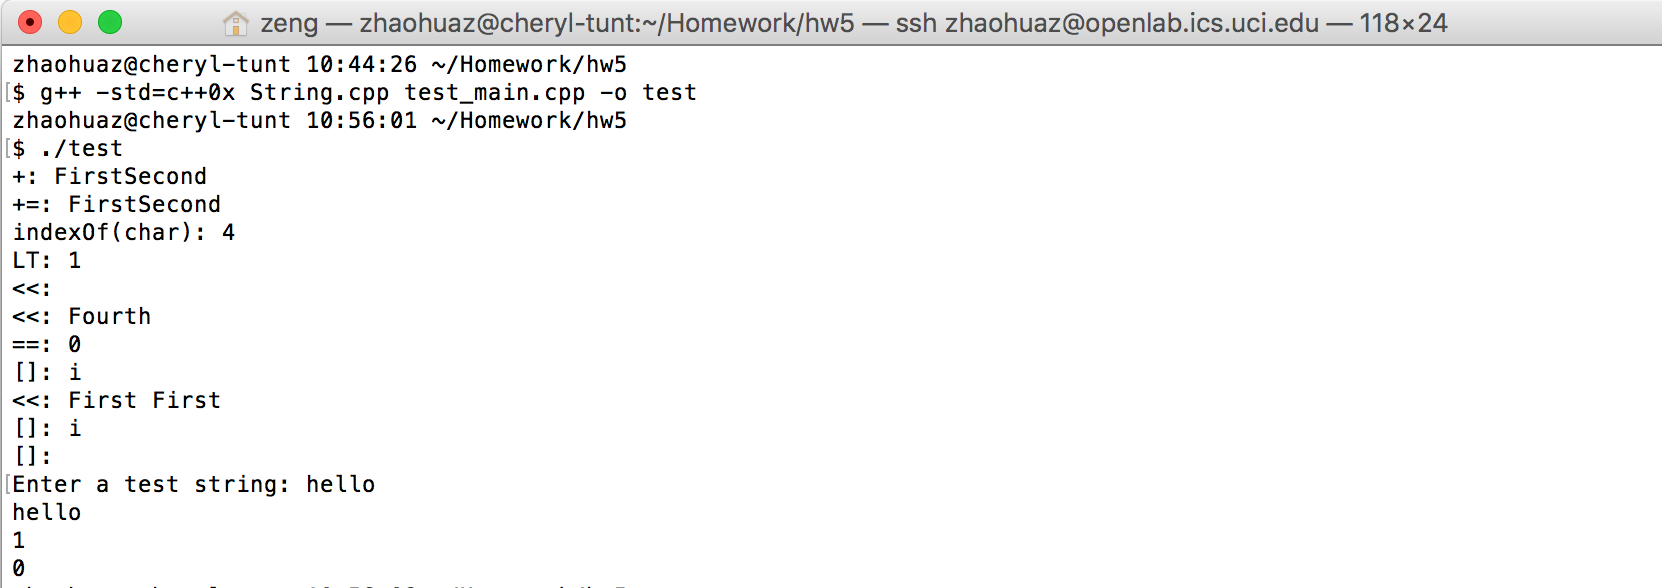 zeng — zhaohuaz@cheryl-tunt:~/Homework/hw5 — ssh zhaohuaz@openlab.ics.uci.edu — 118×24
zhaohuaz@cheryl-tunt 10:44:26 ~/Homework/hw5
[$ g++ -std=c++0x String.cpp test_main.cpp -o test
zhaohuaz@cheryl-tunt 10:56:01 ~/Homework/hw5
[$ ./test
+: FirstSecond
+=: FirstSecond
indexOf(char): 4
LT: 1
<<:
<<: Fourth
==: 0
[]: i
<<: First First
[]: i
[]:
[Enter a test string: hello
hello
1
0